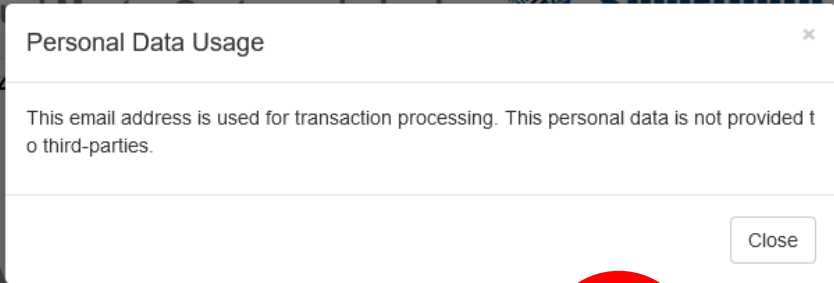 Personal Data Usage
×
This email address is used for transaction processing. This personal data is not provided t
o third-parties.
Close